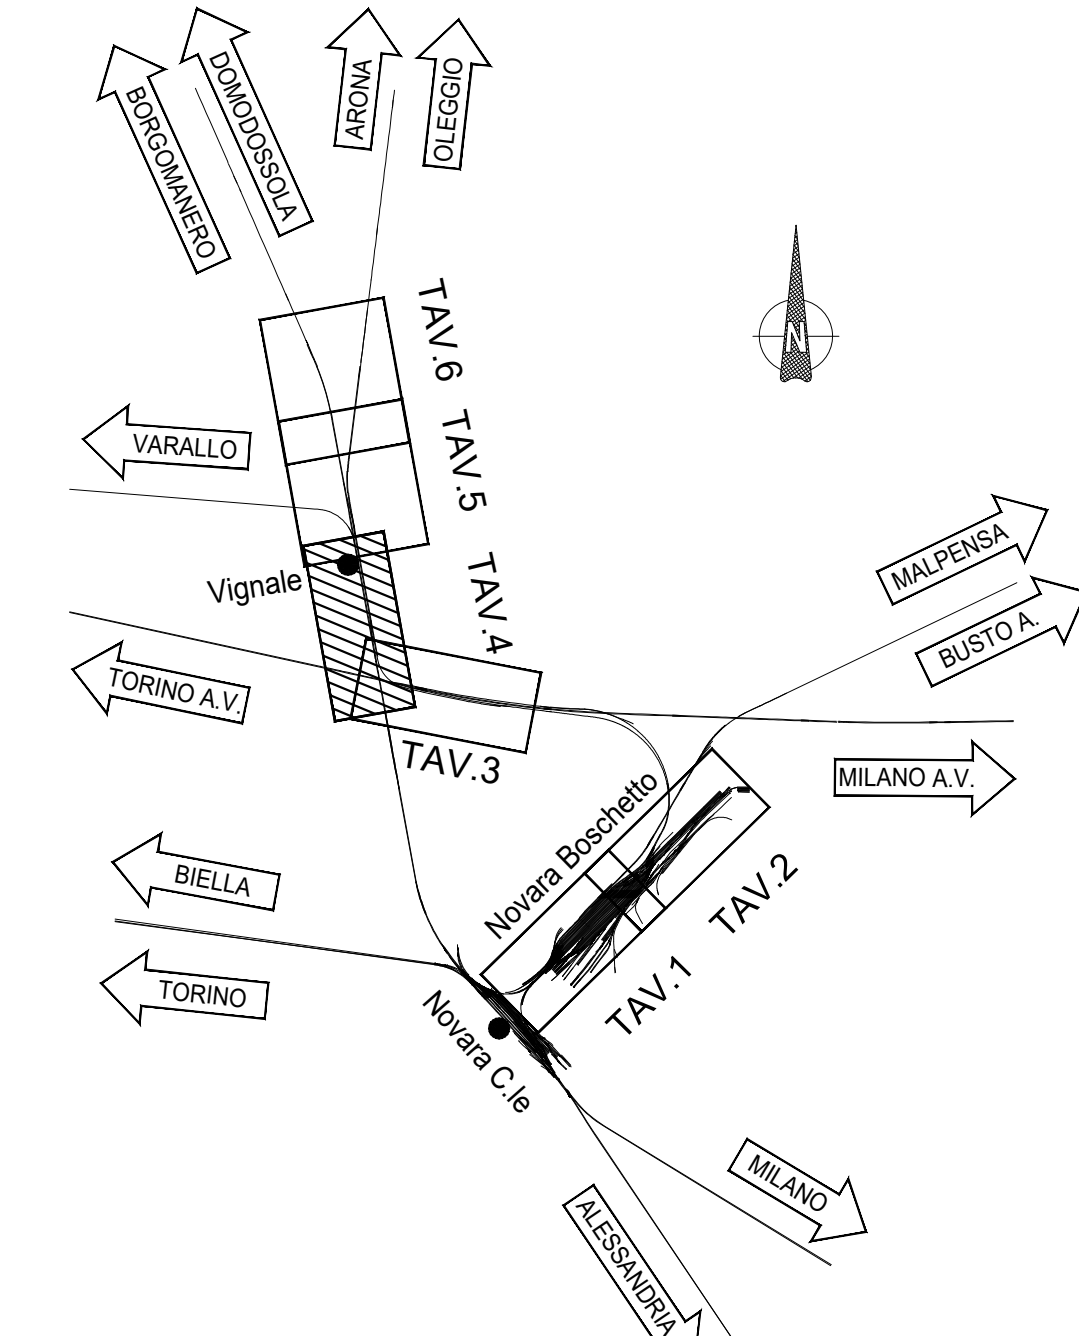 BORGOMANERO
DOMODOSSOLA
ARONA
OLEGGIO
TAV.6
N
VARALLO
TAV.5
MALPENSA
Vignale
TAV.4
BUSTO A.
TORINO A.V.
TAV.3
MILANO A.V.
Novara Boschetto
BIELLA
TAV.2
TORINO
TAV.1
Novara C.le
MILANO
ALESSANDRIA